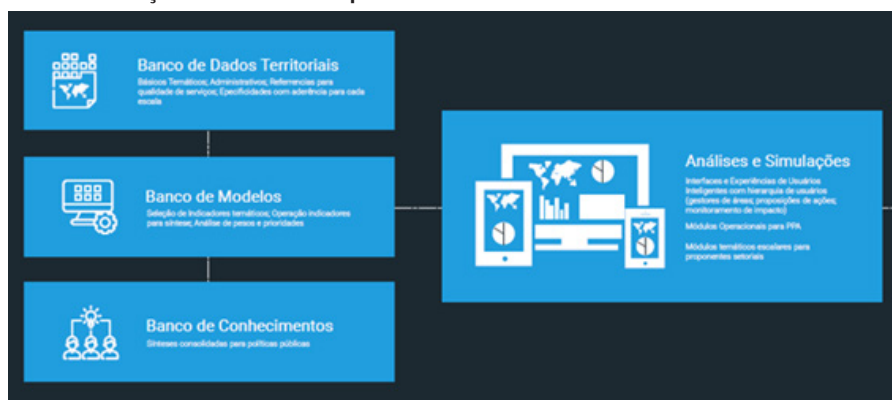 Banco de Dados Territoriais
Básicos Temáticos; Administrativos; Referrencias para
qualidade de serviços; Epecificidades com aderência para cada
escala
Banco de Modelos
Seleção de Indicadores temáticos; Operação indicadores
para síntese; Análise de pesos e prioridades
Banco de Conhecimentos
Sínteses consolidadas para políticas públicas
Análises e Simulações
Interfaces e Experiências de Usuários
Inteligentes com hierarquia de usuários
(gestores de áreas; proposições de ações;
monitoramento de impacto)
Módulos Operacionais para PPA
Módulos temáticos escalares para
proponentes setoriais